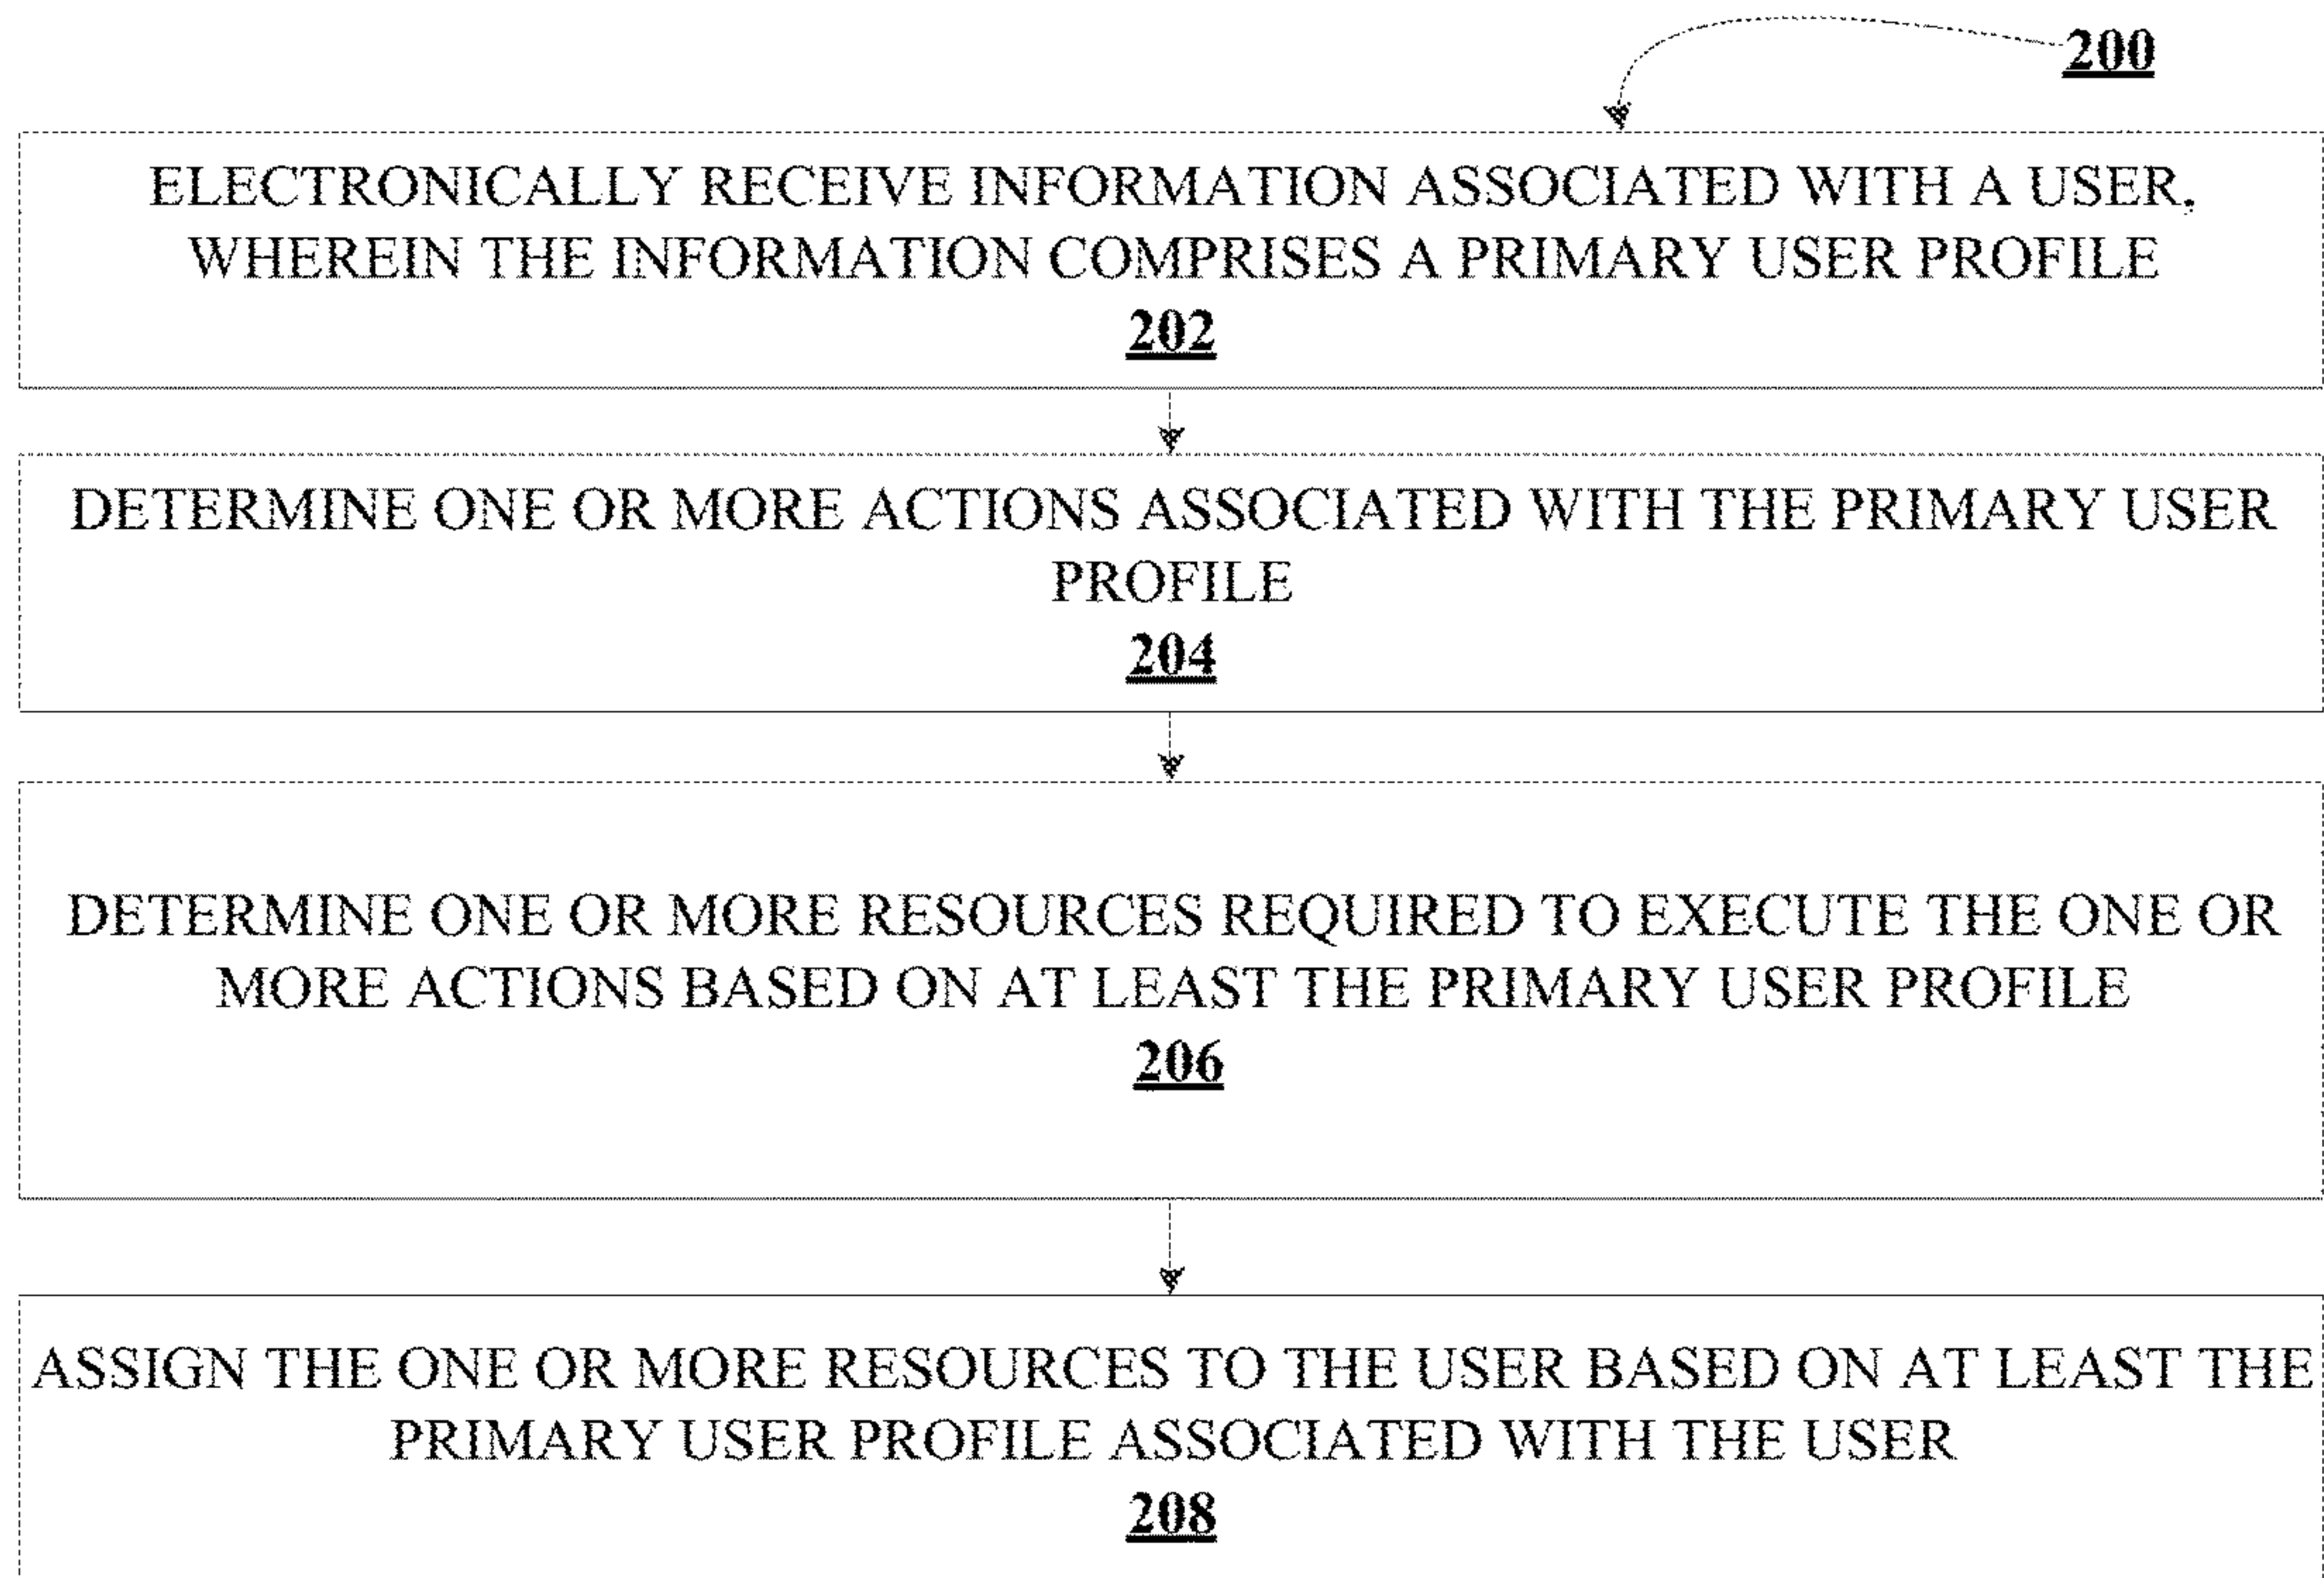 200
ELECTRONICALLY RECEIVE INFORMATION ASSOCIATED WITH A USER,
WHEREIN THE INFORMATION COMPRISES A PRIMARY USER PROFILE
202
DETERMINE ONE OR MORE ACTIONS ASSOCIATED WITH THE PRIMARY USER
PROFILE
204
DETERMINE ONE OR MORE RESOURCES REQUIRED TO EXECUTE THE ONE OR
MORE ACTIONS BASED ON AT LEAST THE PRIMARY USER PROFILE
206
ASSIGN THE ONE OR MORE RESOURCES TO THE USER BASED ON AT LEAST THE
PRIMARY USER PROFILE ASSOCIATED WITH THE USER
208